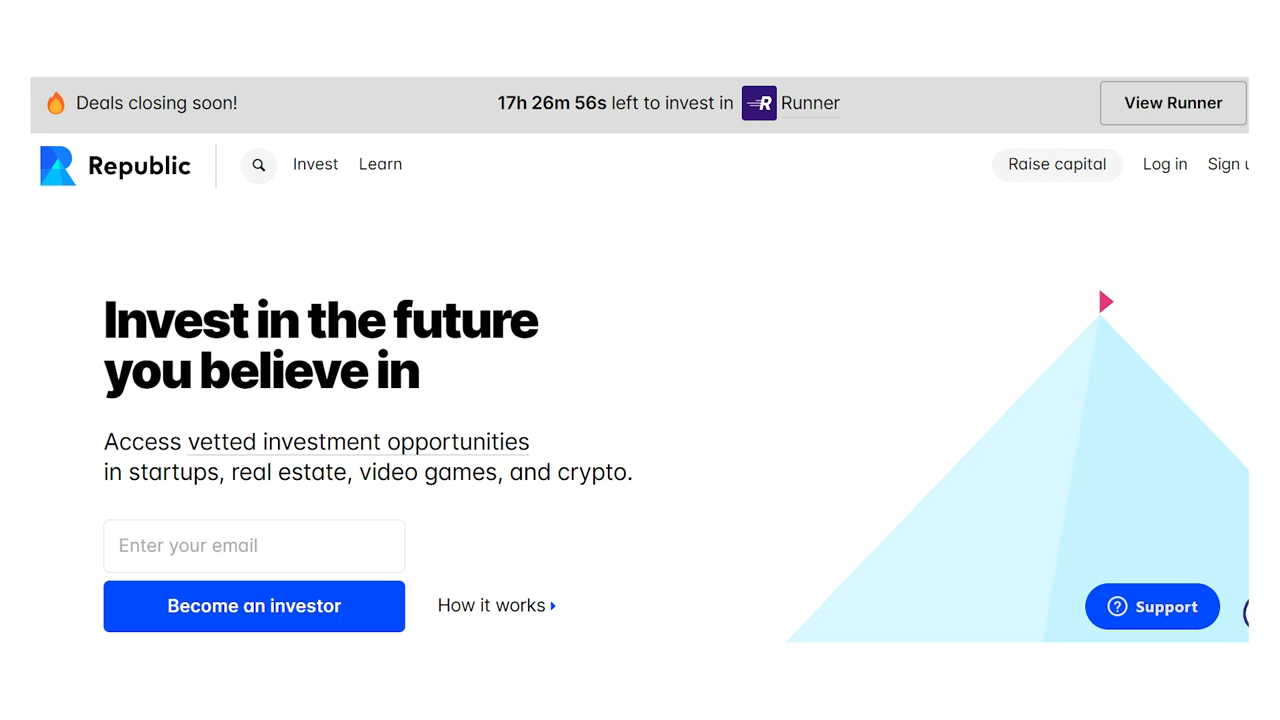 Deals closing soon!
17h 26m 56s left to invest in R Runner
View Runner
Republic
Invest
Learn
Raise capital
Log in
Sign u
Invest in the future
you believe in
Access vetted investment opportunities
in startups, real estate, video games, and crypto.
Enter your email
Become an investor
How it works
Support